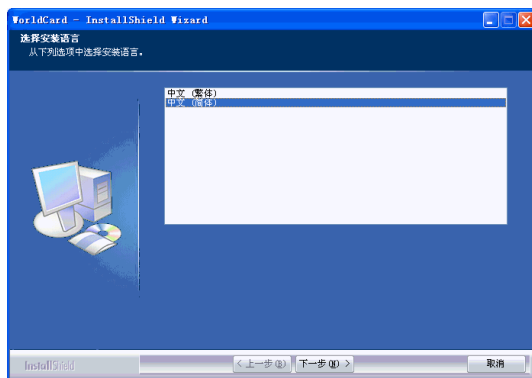 WorldCard - InstallShield Wizard
选择安装语言
从下列选项中选择安装语言。
中文 (繁体)
中文 (简体)
InstallShield
< 上一步(B)
下一步(N) >
取消